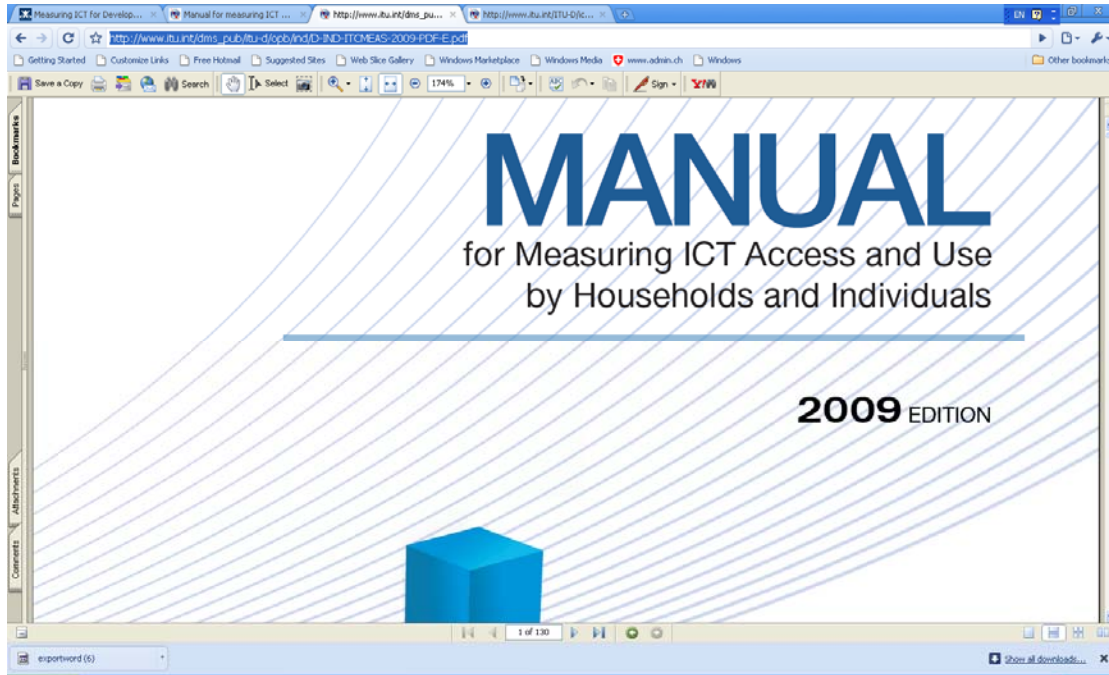 Measuring ICT for Develop...
Manual for measuring ICT ...
http://www.itu.int/dms_pu...
http://www.itu.int/ITU-D/ic...
EN
http://www.itu.int/dms_pub/itu-d/opb/ind/D-IND-ITCMEAS-2009-PDF-E.pdf
Getting Started
Customize Links
Free Hotmail
Suggested Sites
Web Slice Gallery
Windows Marketplace
Windows Media
www.admin.ch
Windows
Other bookmarks
Save a Copy
Search
Select
174%
Sign
Bookmarks
Pages
Attachments
Comments
MANUAL
for Measuring ICT Access and Use
by Households and Individuals
2009 EDITION
1 of 130
exportword (6)
Show all downloads...